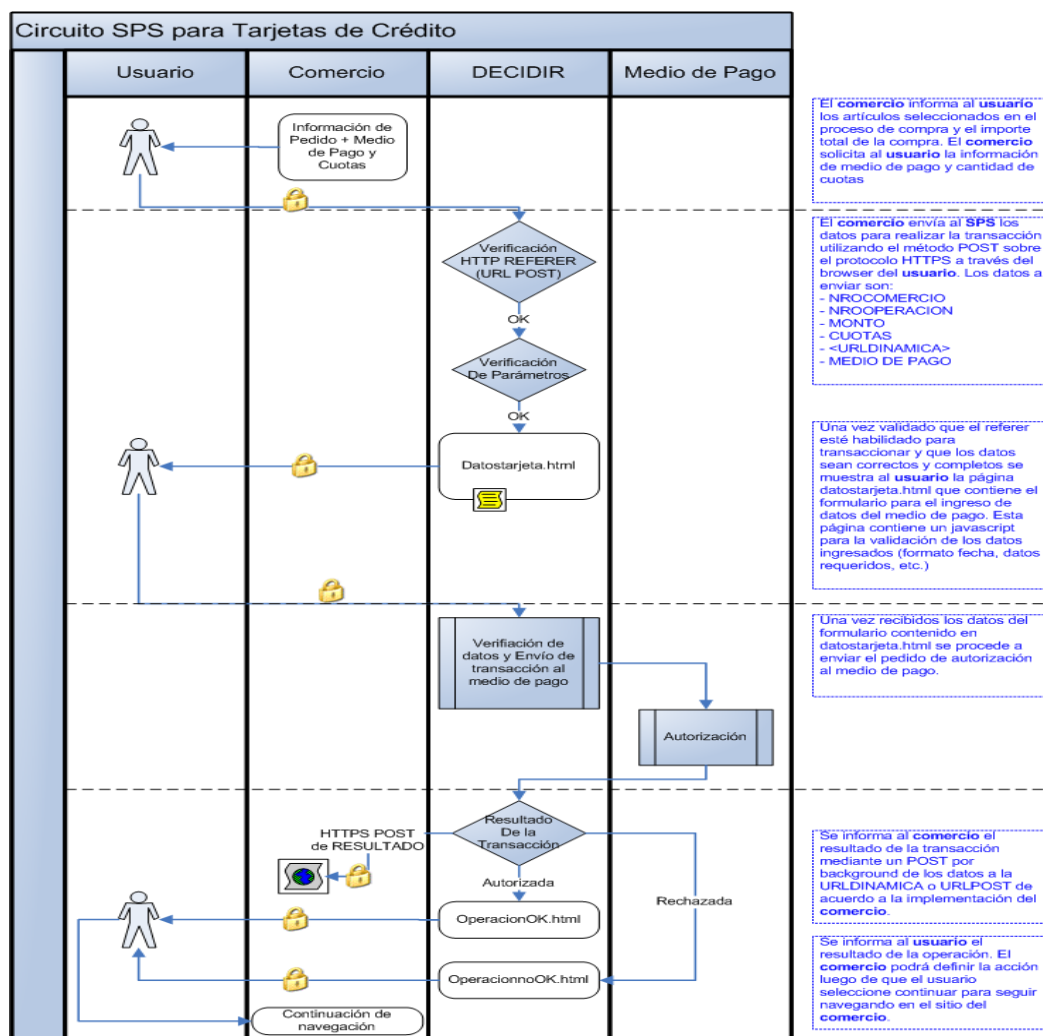 Circuito SPS para Tarjetas de Crédito
Usuario
Comercio
DECIDIR
Medio de Pago
Información de
Pedido + Medio
de Pago y
Cuotas
El comercio informa al usuario
los artículos seleccionados en el
proceso de compra y el importe
total de la compra. El comercio
solicita al usuario la información
de medio de pago y cantidad de
cuotas
Verificación
HTTP REFERER
(URL POST)
OK
Verificación
De Parámetros
OK
El comercio envía al SPS los
datos para realizar la transacción
utilizando el método POST sobre
el protocolo HTTPS a través del
browser del usuario. Los datos a
enviar son:
- NROCOMERCIO
- NROOPERACION
- MONTO
- CUOTAS
- <URLDINAMICA>
- MEDIO DE PAGO
Datostarjeta.html
Una vez validado que el referer
esté habilidado para
transaccionar y que los datos
sean correctos y completos se
muestra al usuario la página
datostarjeta.html que contiene el
formulario para el ingreso de
datos del medio de pago. Esta
página contiene un javascript
para la validación de los datos
ingresados (formato fecha, datos
requeridos, etc.)
Verifiación de
datos y Envío de
transacción al
medio de pago
Autorización
Una vez recibidos los datos del
formulario contenido en
datostarjeta.html se procede a
enviar el pedido de autorización
al medio de pago.
HTTPS POST
de RESULTADO
Resultado
De la
Transacción
Autorizada
Rechazada
OperacionOK.html
OperacionnoOK.html
Continuación de
navegación
Se informa al comercio el
resultado de la transacción
mediante un POST por
background de los datos a la
URLDINAMICA o URLPOST de
acuerdo a la implementación del
comercio.
Se informa al usuario el
resultado de la operación. El
comercio podrá definir la acción
luego de que el usuario
seleccione continuar para seguir
navegando en el sitio del
comercio.